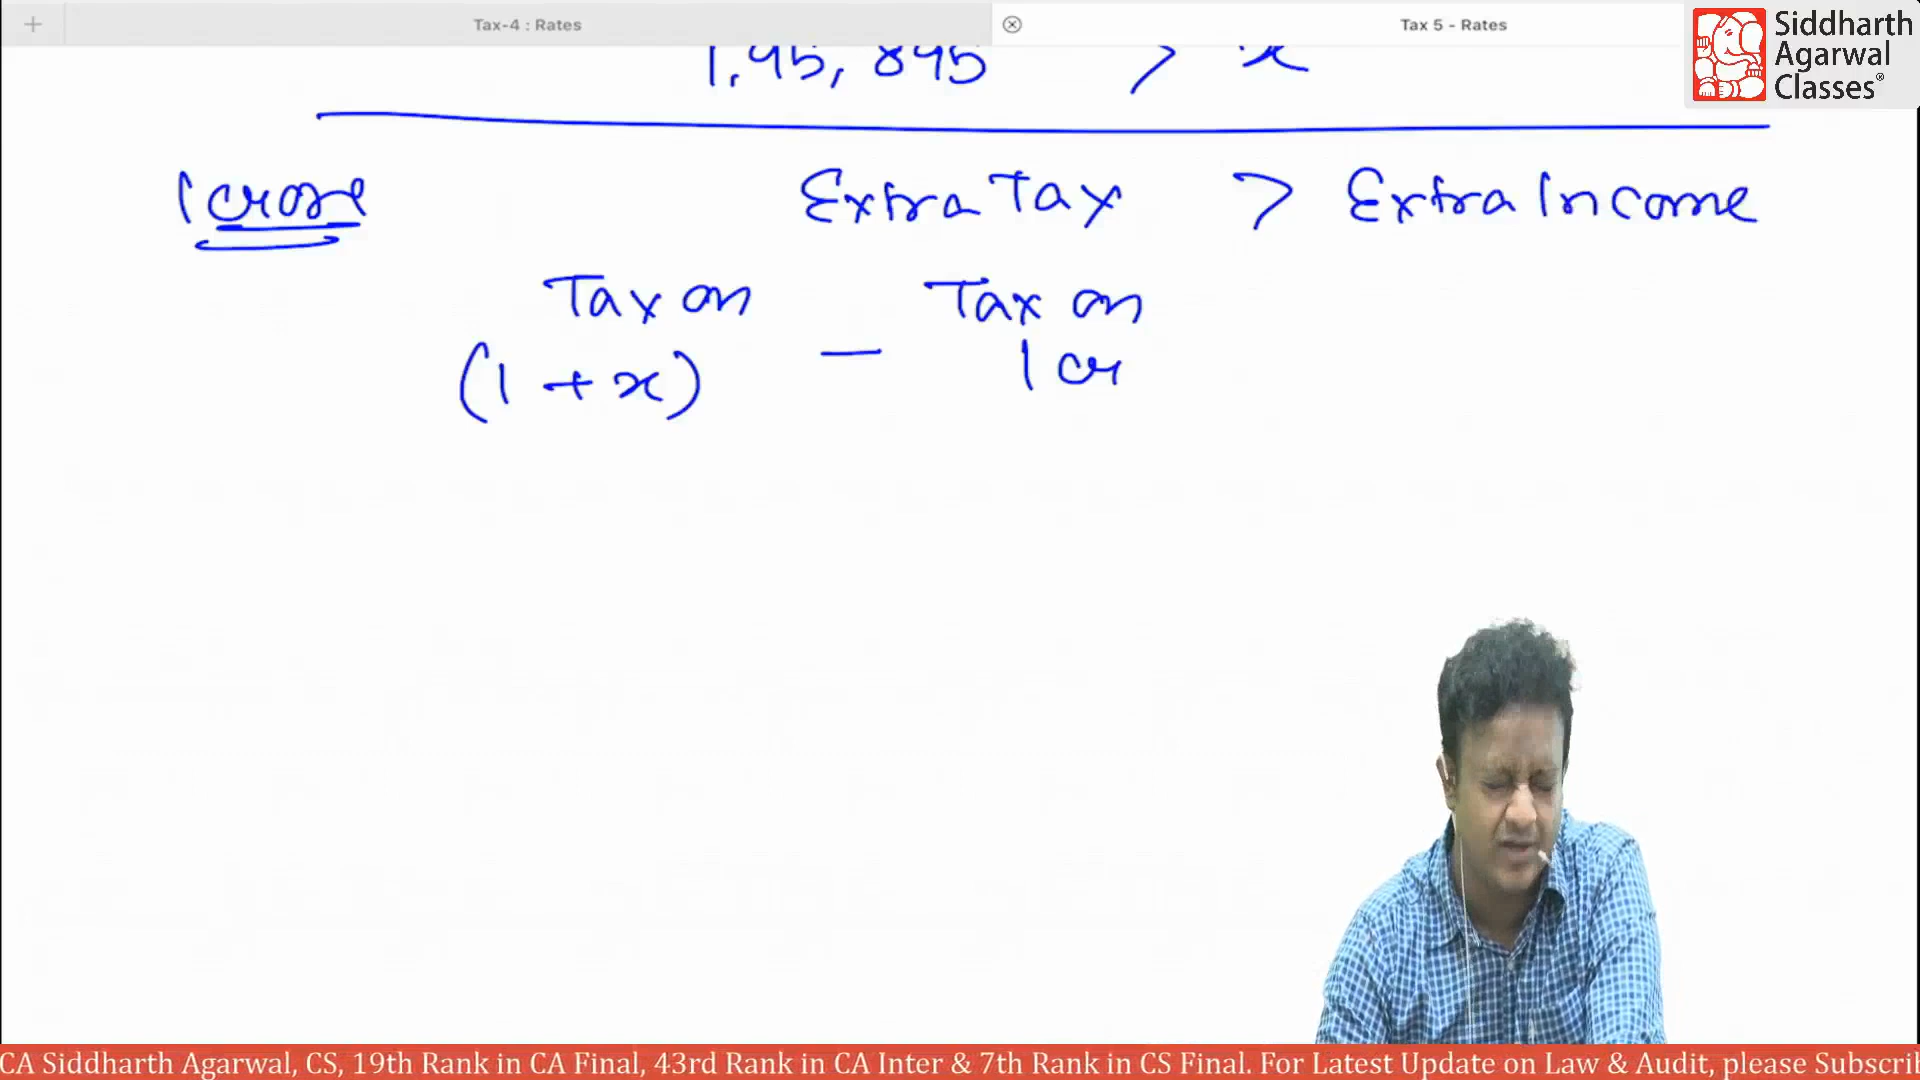 Tax-4 : Rates
Tax 5 - Rates
Siddharth
Agarwal
Classes®
1,95,895 > x
1 crore Extra Tax > Extra Income
Tax on — Tax on
(1 + x) 1 cr
CA Siddharth Agarwal, CS, 19th Rank in CA Final, 43rd Rank in CA Inter & 7th Rank in CS Final. For Latest Update on Law & Audit, please Subscri